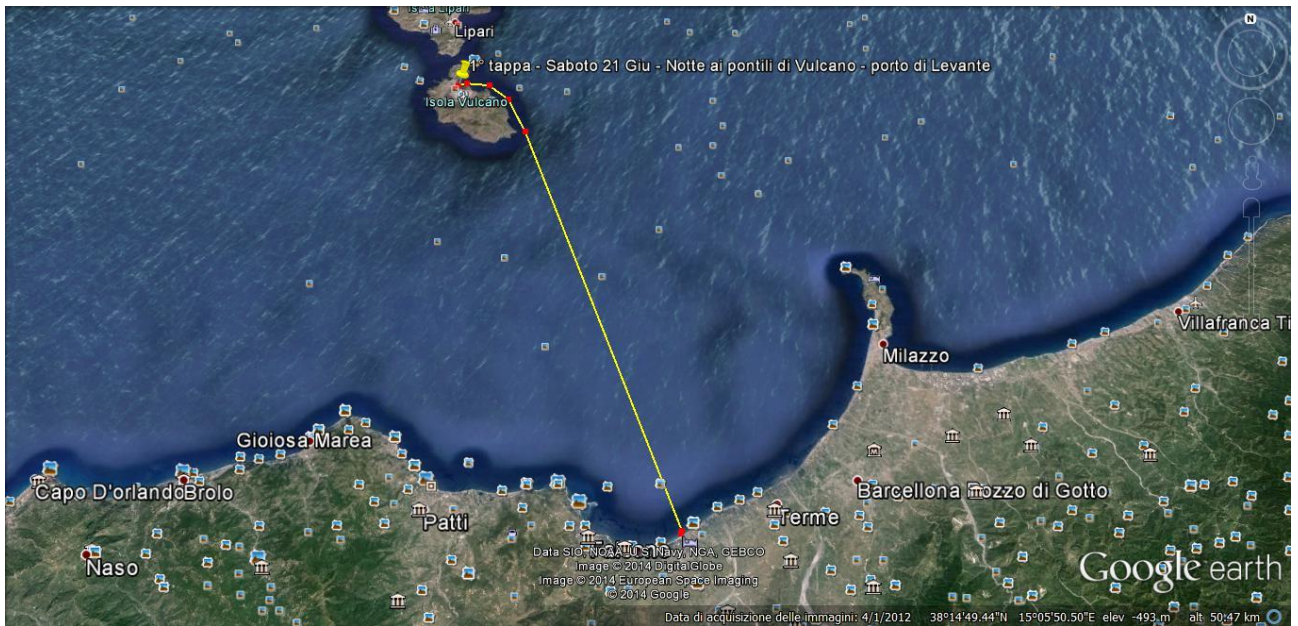 Isola Lipari
Lipari
N
1° tappa - Saboto 21 Giu - Notte ai pontili di Vulcano - porto di Levante
Isola Vulcano
Milazzo
Villafranca Ti
Gioiosa Marea
Capo D'orlando
Brolo
Patti
Barcellona Pozzo di Gotto
Terme
Naso
Data SIO, NOAA, U.S. Navy, NGA, GEBCO
Image © 2014 DigitalGlobe
Image © 2014 European Space Imaging
© 2014 Google
Google earth
Data di acquisizione delle immagini: 4/1/2012 38°14'49.44"N 15°05'50.50"E elev -493 m alt 50.47 km